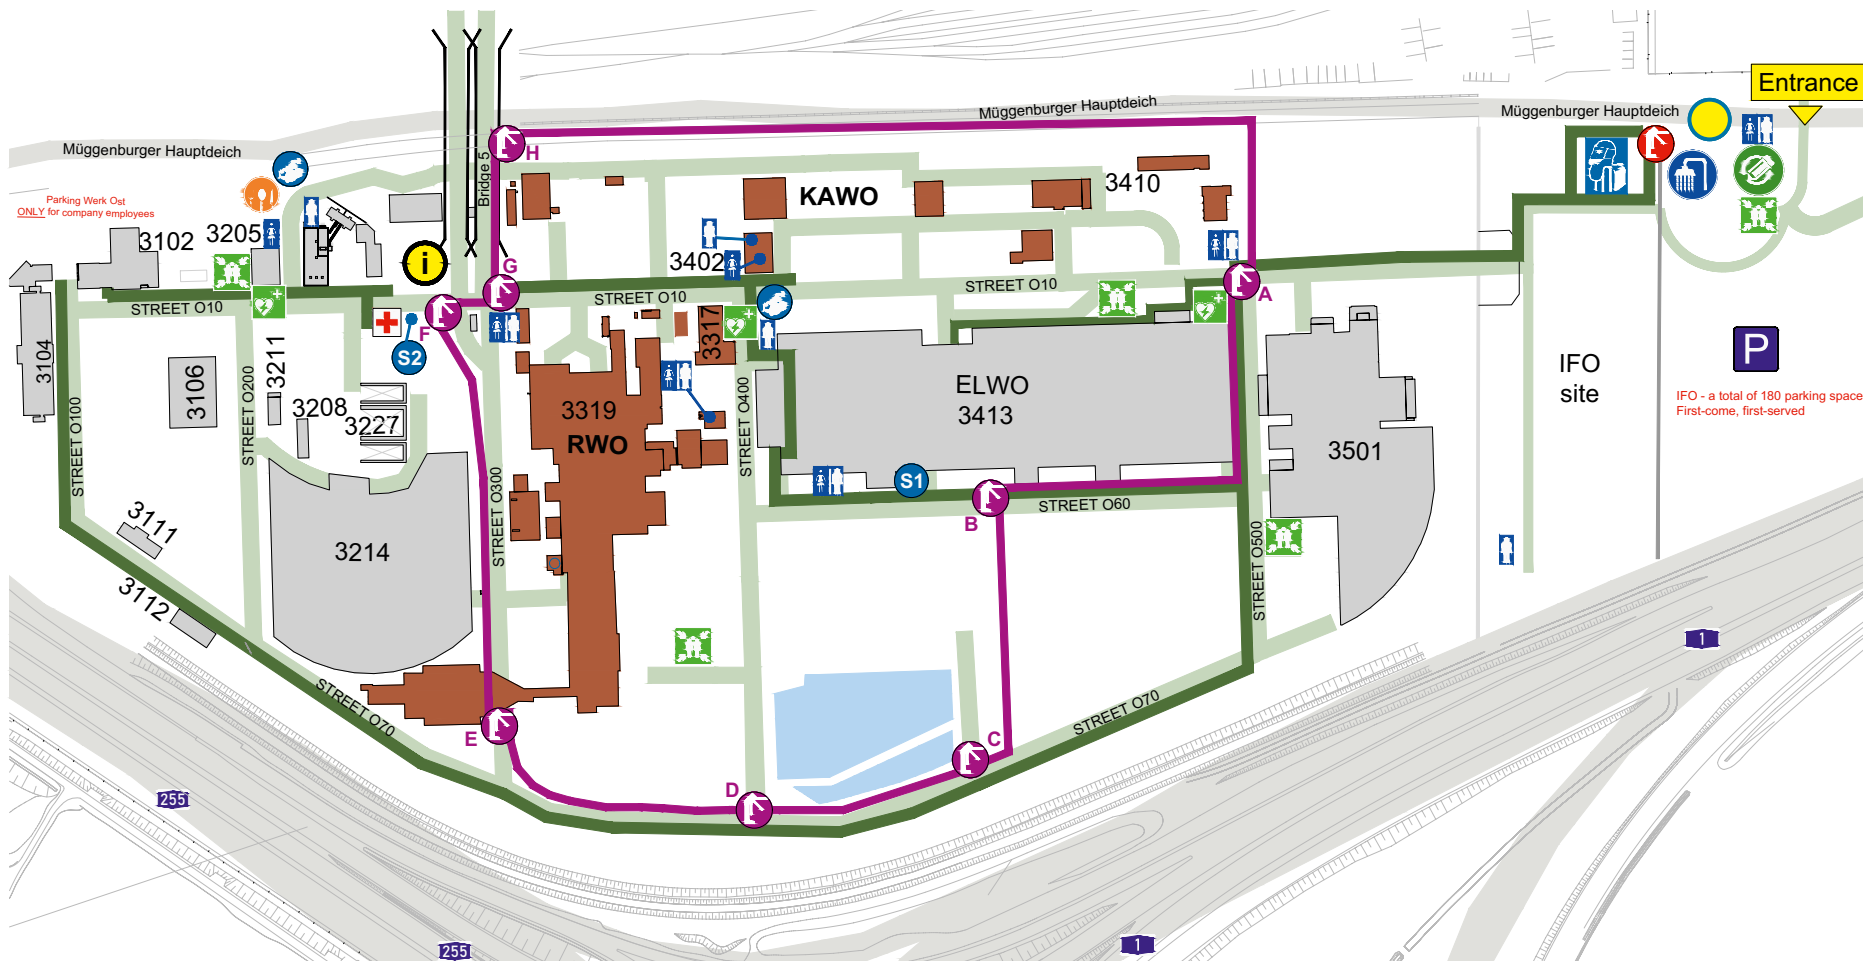 Entrance
Müggenburger Hauptdeich
Müggenburger Hauptdeich
Müggenburger Hauptdeich
H
Bridge 5
Parking Werk Ost
ONLY for company employees
3102
3205
KAWO
3410
3402
i
G
A
STREET O10
STREET O10
STREET O10
F
S2
3317
3104
3106
3211
3208
3227
STREET O100
STREET O200
STREET O300
STREET O400
STREET O500
3319
RWO
ELWO
3413
3501
IFO
site
P
IFO - a total of 180 parking space
First-come, first-served
S1
B
STREET O60
3111
3112
3214
STREET O70
STREET O70
E
D
C
1
255
255
1